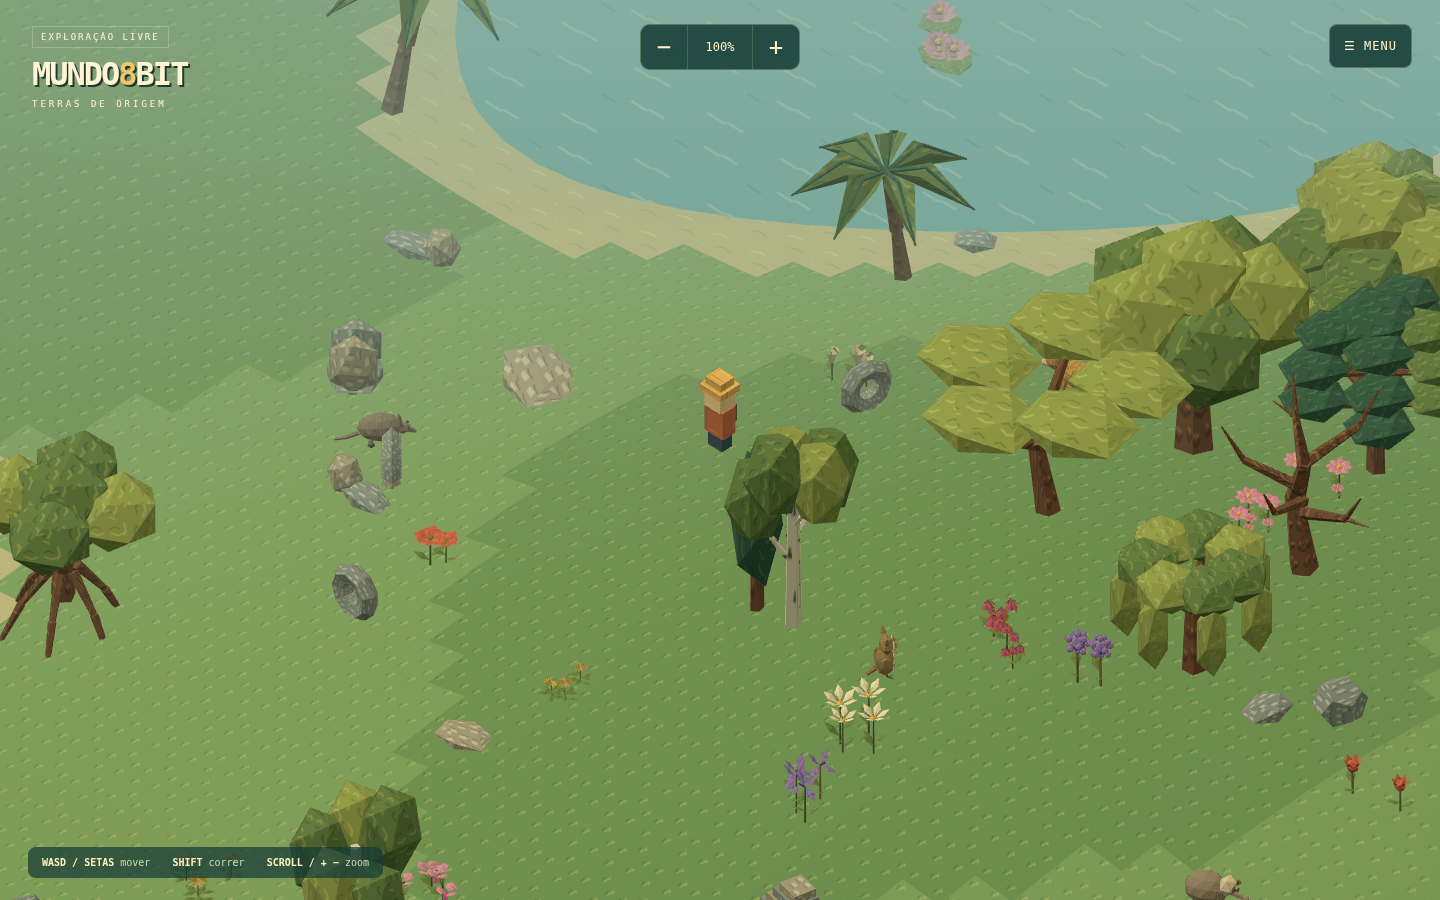 EXPLORAÇÃO LIVRE
MUNDO8BIT
TERRAS DE ORIGEM
− 100% +
☰ MENU
WASD / SETAS mover SHIFT correr SCROLL / + − zoom